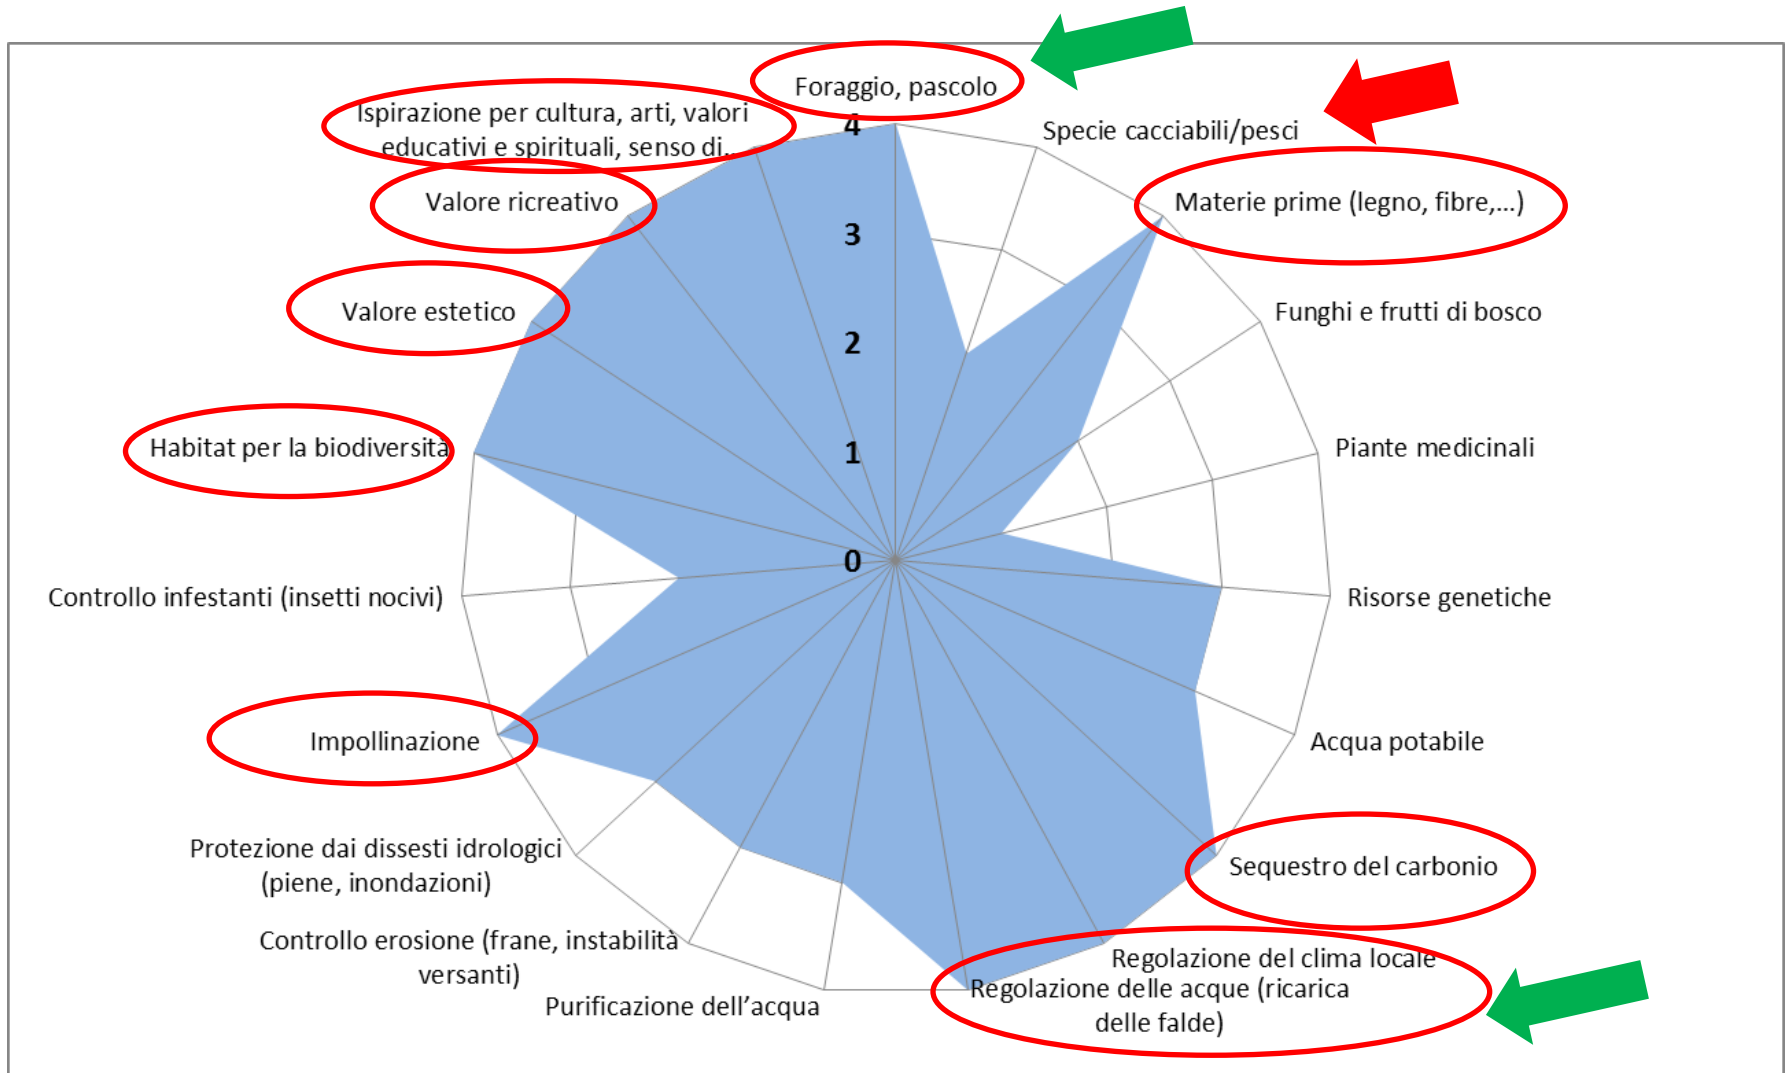 Foraggio, pascolo
Specie cacciabili/pesci
Materie prime (legno, fibre,...)
Funghi e frutti di bosco
Piante medicinali
Risorse genetiche
Acqua potabile
Sequestro del carbonio
Regolazione del clima locale
Regolazione delle acque (ricarica
delle falde)
Purificazione dell’acqua
Controllo erosione (frane, instabilità
versanti)
Protezione dai dissesti idrologici
(piene, inondazioni)
Impollinazione
Controllo infestanti (insetti nocivi)
Habitat per la biodiversità
Valore estetico
Valore ricreativo
Ispirazione per cultura, arti, valori
educativi e spirituali, senso di...
4
3
2
1
0